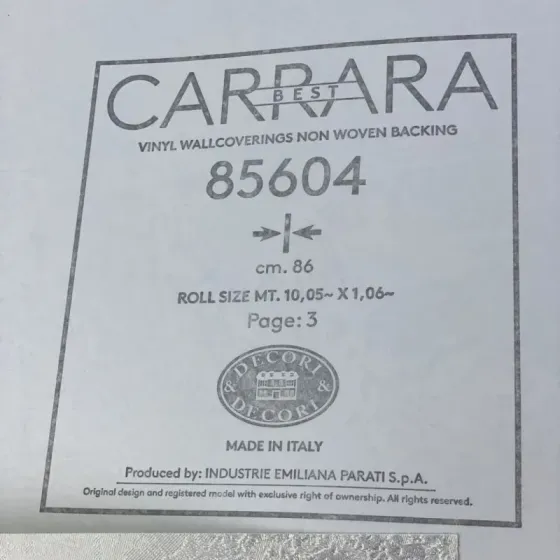 CARRARA
BEST
VINYL WALLCOVERINGS NON WOVEN BACKING
85604
cm. 86
ROLL SIZE MT. 10,05~ X 1,06~
Page: 3
DECORI
& &
DECORI
MADE IN ITALY
Produced by: INDUSTRIE EMILIANA PARATI S.p.A.
Original design and registered model with exclusive right of ownership. All rights reserved.